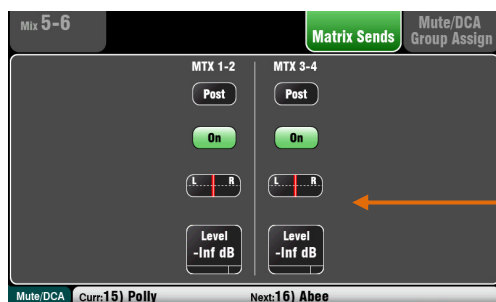 Mix 5-6
Matrix Sends
Mute/DCA
Group Assign
MTX 1-2
MTX 3-4
Post
Post
On
On
L R
L R
Level
-Inf dB
Level
-Inf dB
Mute/DCA
Curr:15) Polly
Next:16) Abee